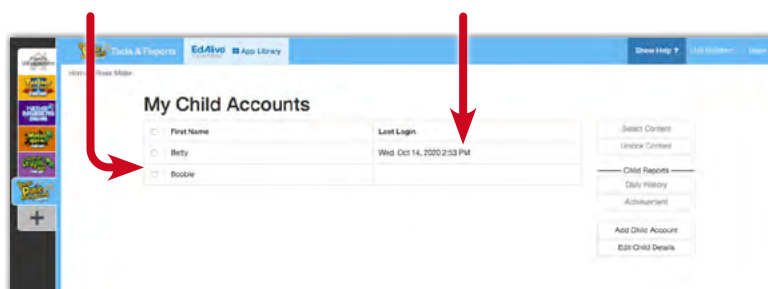 Tools & Reports
EdAlive
App Library
Show Help ?
My Child Accounts
First Name
Last Login
Betty
Wed, Oct 14, 2020 2:53 PM
Boobie
Select Content
Unlock Content
Child Reports
Daily History
Achievement
Add Child Account
Edit Child Details